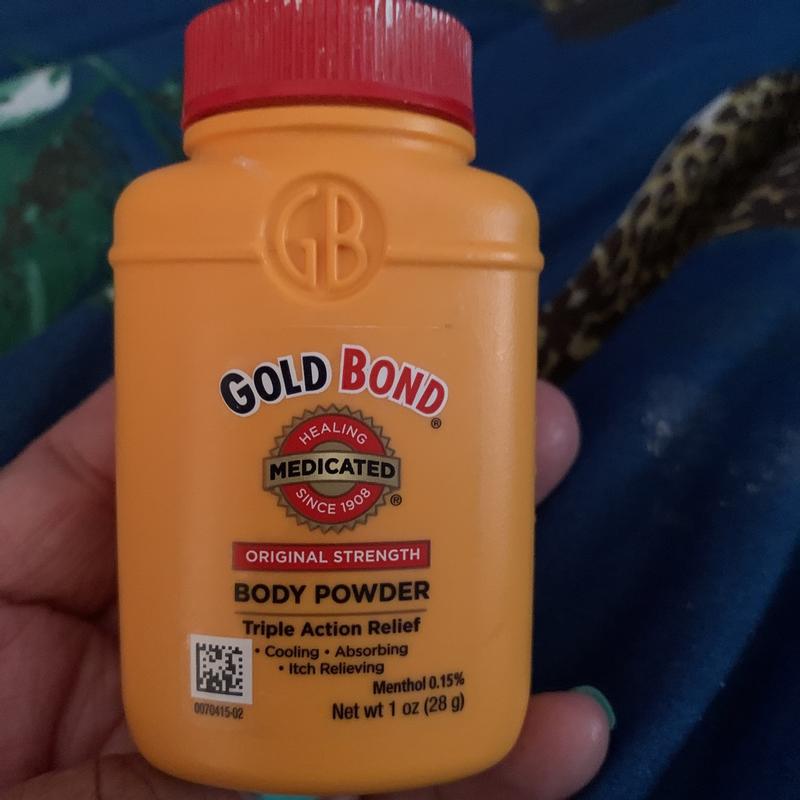 GB
GOLD BOND®
HEALING
MEDICATED
SINCE 1908®
ORIGINAL STRENGTH
BODY POWDER
Triple Action Relief
• Cooling • Absorbing
• Itch Relieving
Menthol 0.15%
Net wt 1 oz (28 g)
0070415-02